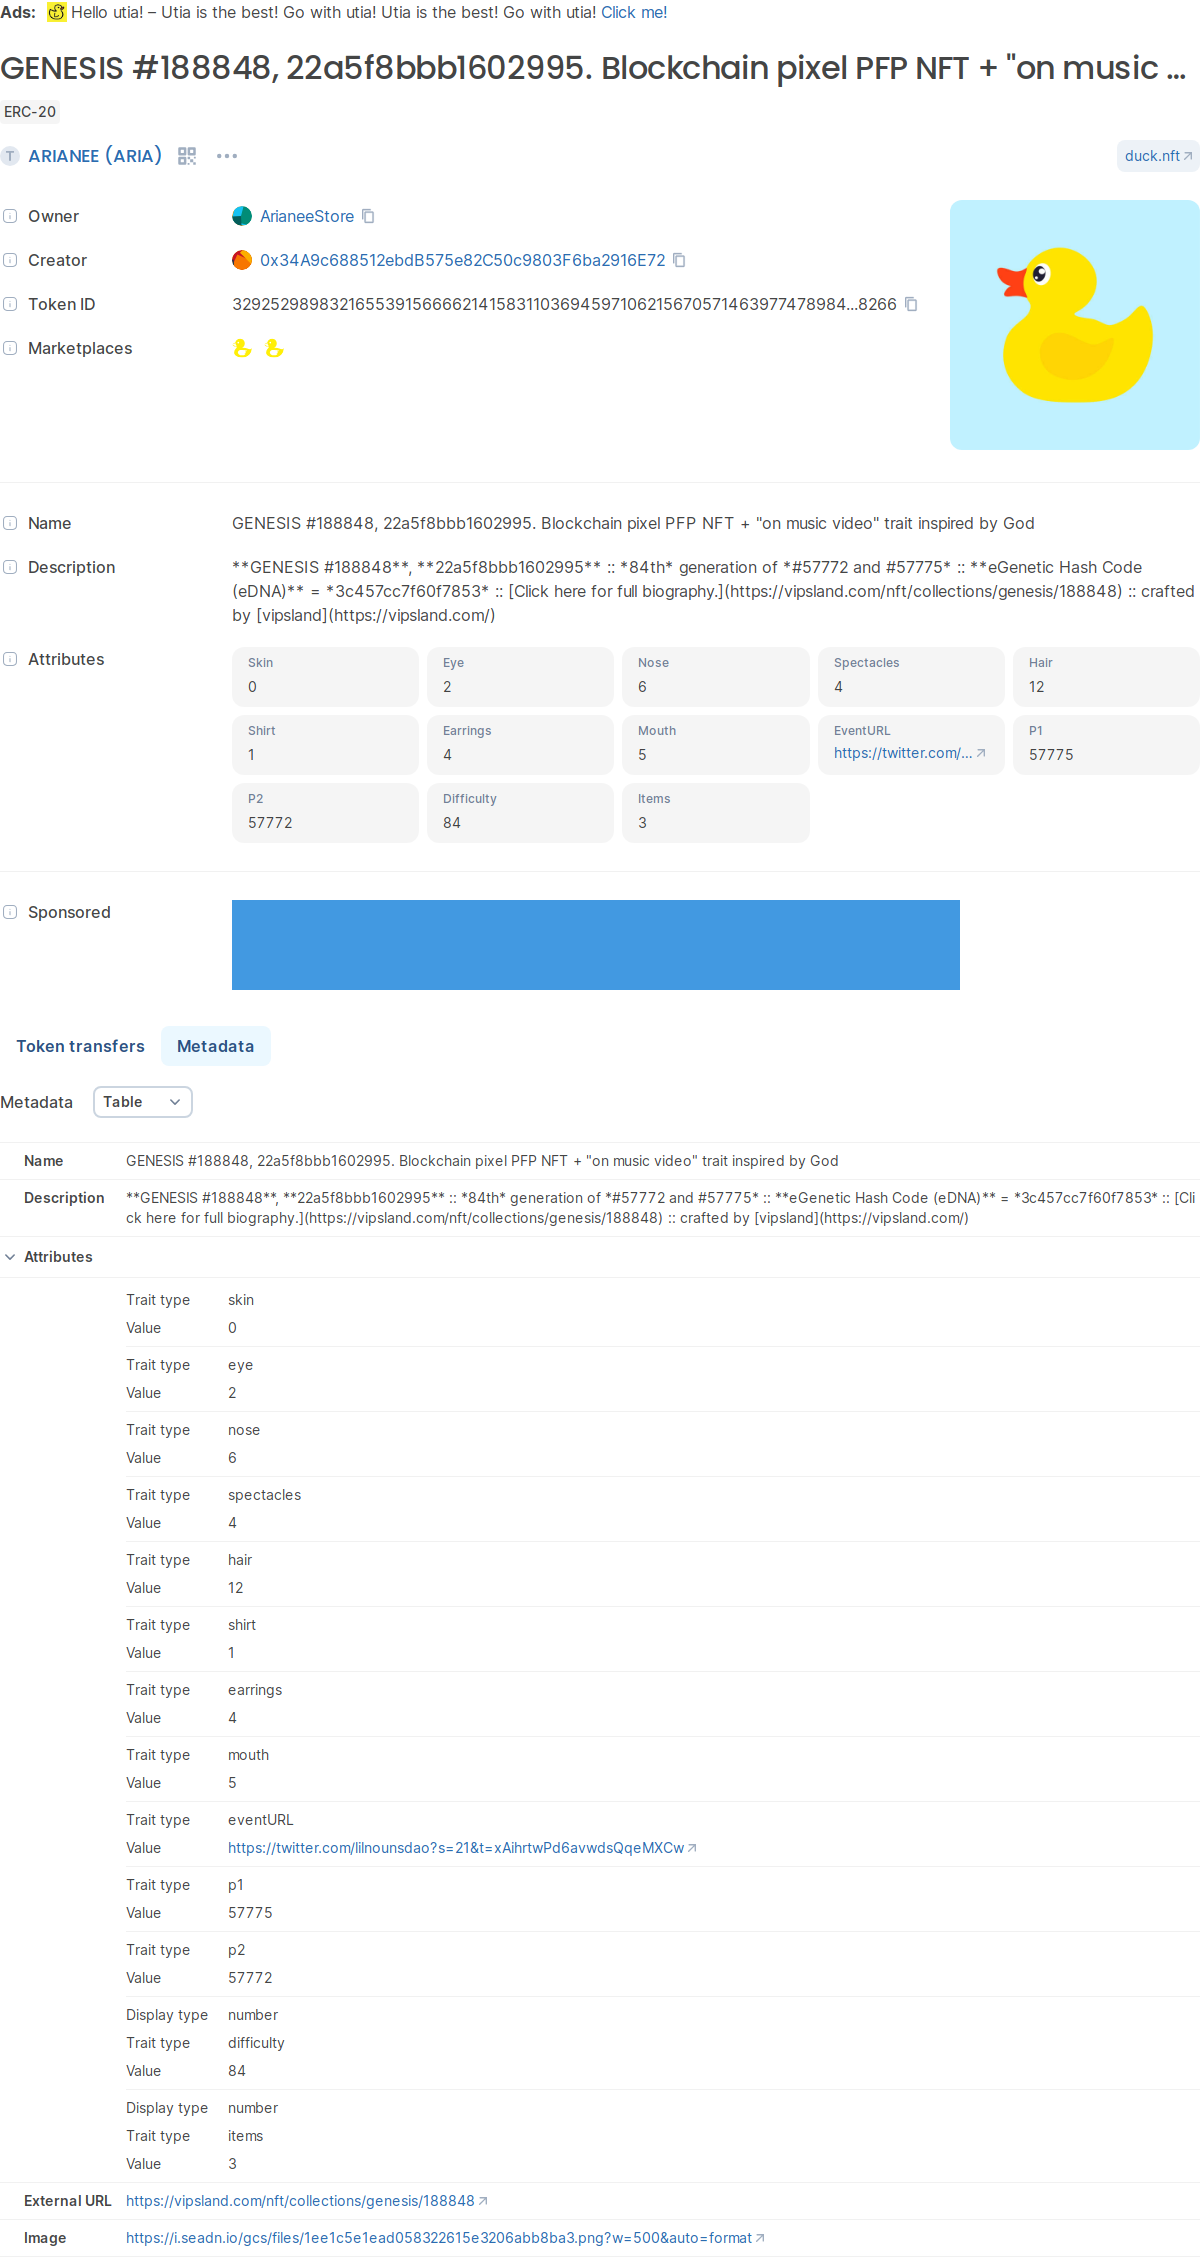 Ads: Hello utia! – Utia is the best! Go with utia! Utia is the best! Go with utia! Click me!
GENESIS #188848, 22a5f8bbb1602995. Blockchain pixel PFP NFT + "on music ...
ERC-20
T ARIANEE (ARIA)
duck.nft
Owner ArianeeStore
Creator 0x34A9c688512ebdB575e82C50c9803F6ba2916E72
Token ID 32925298983216553915666621415831103694597106215670571463977478984...8266
Marketplaces
Name GENESIS #188848, 22a5f8bbb1602995. Blockchain pixel PFP NFT + "on music video" trait inspired by God
Description **GENESIS #188848**, **22a5f8bbb1602995** :: *84th* generation of *#57772 and #57775* :: **eGenetic Hash Code
(eDNA)** = *3c457cc7f60f7853* :: [Click here for full biography.](https://vipsland.com/nft/collections/genesis/188848) :: crafted
by [vipsland](https://vipsland.com/)
Attributes
Skin Eye Nose Spectacles Hair
0 2 6 4 12
Shirt Earrings Mouth EventURL P1
1 4 5 https://twitter.com/... 57775
P2 Difficulty Items
57772 84 3
Sponsored
Token transfers Metadata
Metadata Table
Name GENESIS #188848, 22a5f8bbb1602995. Blockchain pixel PFP NFT + "on music video" trait inspired by God
Description **GENESIS #188848**, **22a5f8bbb1602995** :: *84th* generation of *#57772 and #57775* :: **eGenetic Hash Code (eDNA)** = *3c457cc7f60f7853* :: [Cli
ck here for full biography.](https://vipsland.com/nft/collections/genesis/188848) :: crafted by [vipsland](https://vipsland.com/)
Attributes
Trait type skin
Value 0
Trait type eye
Value 2
Trait type nose
Value 6
Trait type spectacles
Value 4
Trait type hair
Value 12
Trait type shirt
Value 1
Trait type earrings
Value 4
Trait type mouth
Value 5
Trait type eventURL
Value https://twitter.com/lilnounsdao?s=21&t=xAihrtwPd6avwdsQqeMXCw
Trait type p1
Value 57775
Trait type p2
Value 57772
Display type number
Trait type difficulty
Value 84
Display type number
Trait type items
Value 3
External URL https://vipsland.com/nft/collections/genesis/188848
Image https://i.seadn.io/gcs/files/1ee1c5e1ead058322615e3206abb8ba3.png?w=500&auto=format